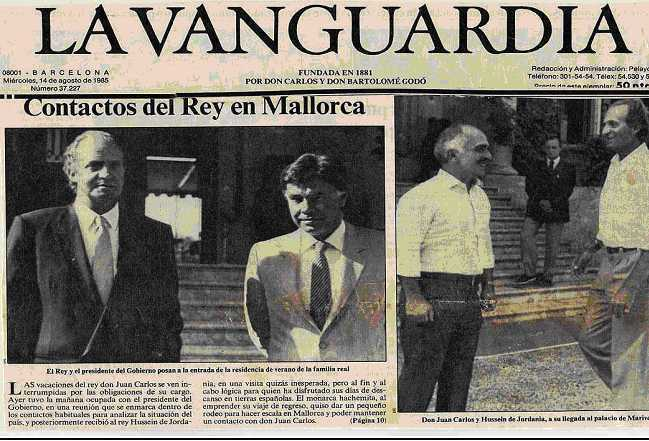 LA VANGUARDIA
08001 - BARCELONA
Miércoles, 14 de agosto de 1985
Número 37.227
FUNDADA EN 1881
POR DON CARLOS Y DON BARTOLOMÉ GODÓ
Redacción y Administración: Pelayo
Teléfono: 301-54-54. Télex: 54.530 y 5
Precio de este ejemplar: 50 ptas
Contactos del Rey en Mallorca
El Rey y el presidente del Gobierno posan a la entrada de la residencia de verano de la familia real
LAS vacaciones del rey don Juan Carlos se ven in-
terrumpidas por las obligaciones de su cargo.
Ayer tuvo la mañana ocupada con el presidente del
Gobierno, en una reunión que se enmarca dentro de
los contactos habituales para analizar la situación del
país, y posteriormente recibió al rey Hussein de Jorda-
nia, en una visita quizás inesperada, pero al fin y al
cabo lógica para quien ha disfrutado sus días de des-
canso en tierras españolas. El monarca hachemita, al
emprender su viaje de regreso, quiso dar un pequeño
rodeo para hacer escala en Mallorca y poder mantener
un contacto con don Juan Carlos. (Página 10)
Don Juan Carlos y Hussein de Jordania, a su llegada al palacio de Marive